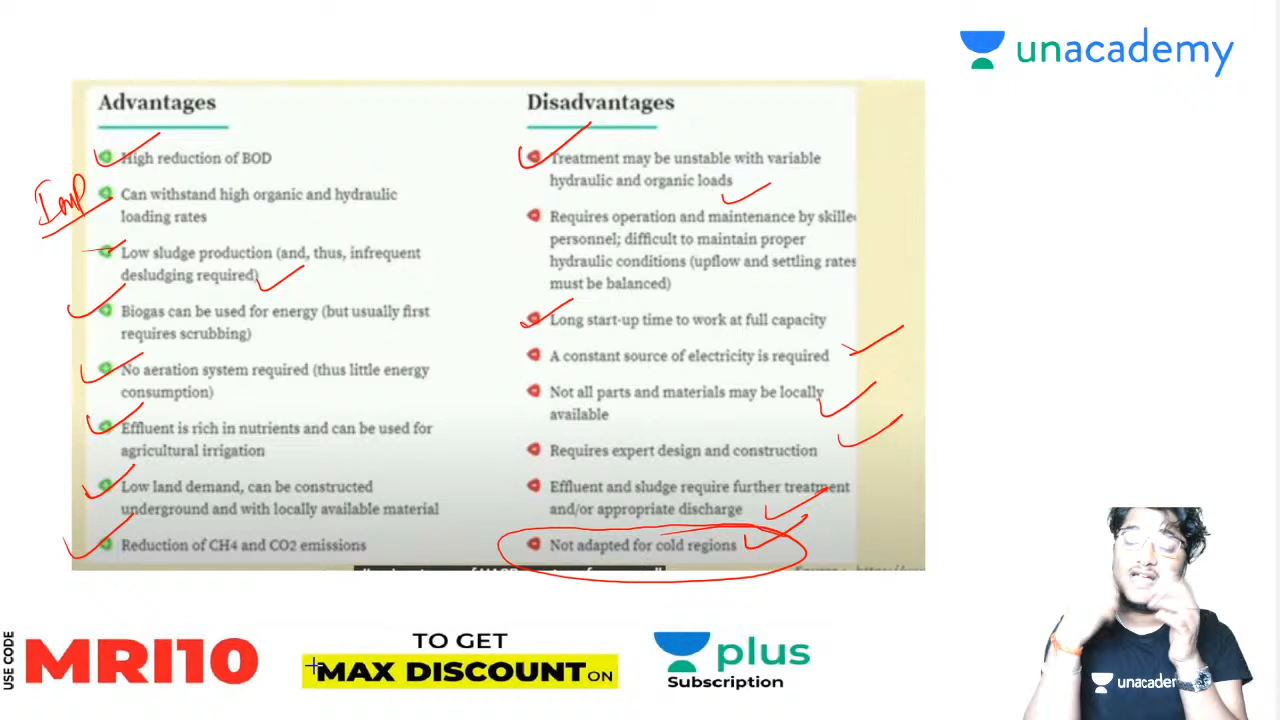 unacademy
Advantages
High reduction of BOD
Can withstand high organic and hydraulic
loading rates
Low sludge production (and, thus, infrequent
desludging required)
Biogas can be used for energy (but usually first
requires scrubbing)
No aeration system required (thus little energy
consumption)
Effluent is rich in nutrients and can be used for
agricultural irrigation
Low land demand, can be constructed
underground and with locally available material
Reduction of CH4 and CO2 emissions
Imp
Disadvantages
Treatment may be unstable with variable
hydraulic and organic loads
Requires operation and maintenance by skille
personnel; difficult to maintain proper
hydraulic conditions (upflow and settling rates
must be balanced)
Long start-up time to work at full capacity
A constant source of electricity is required
Not all parts and materials may be locally
available
Requires expert design and construction
Effluent and sludge require further treatment
and/or appropriate discharge
Not adapted for cold regions
USE CODE
MRI10
TO GET
MAX DISCOUNT ON
plus
Subscription
unacadem